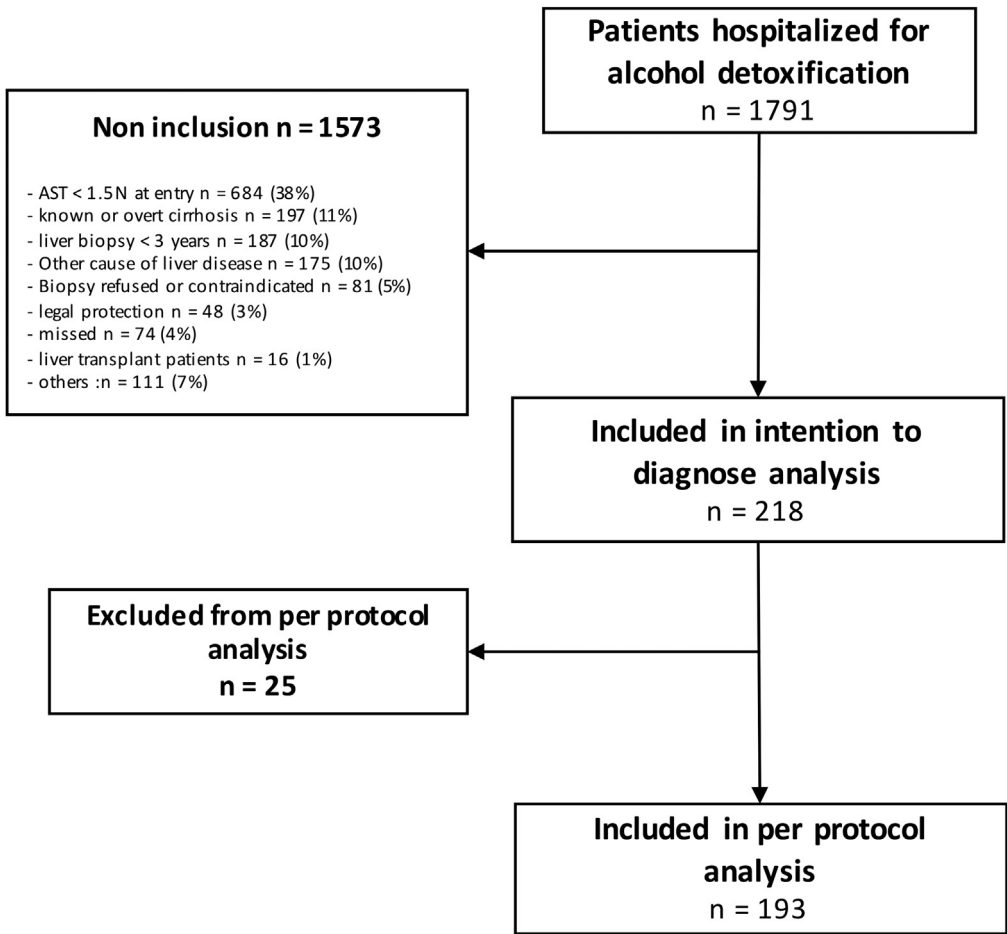 Patients hospitalized for
alcohol detoxification
n = 1791
Non inclusion n = 1573
- AST < 1.5N at entry n = 684 (38%)
- known or overt cirrhosis n = 197 (11%)
- liver biopsy < 3 years n = 187 (10%)
- Other cause of liver disease n = 175 (10%)
- Biopsy refused or contraindicated n = 81 (5%)
- legal protection n = 48 (3%)
- missed n = 74 (4%)
- liver transplant patients n = 16 (1%)
- others :n = 111 (7%)
Included in intention to
diagnose analysis
n = 218
Excluded from per protocol
analysis
n = 25
Included in per protocol
analysis
n = 193